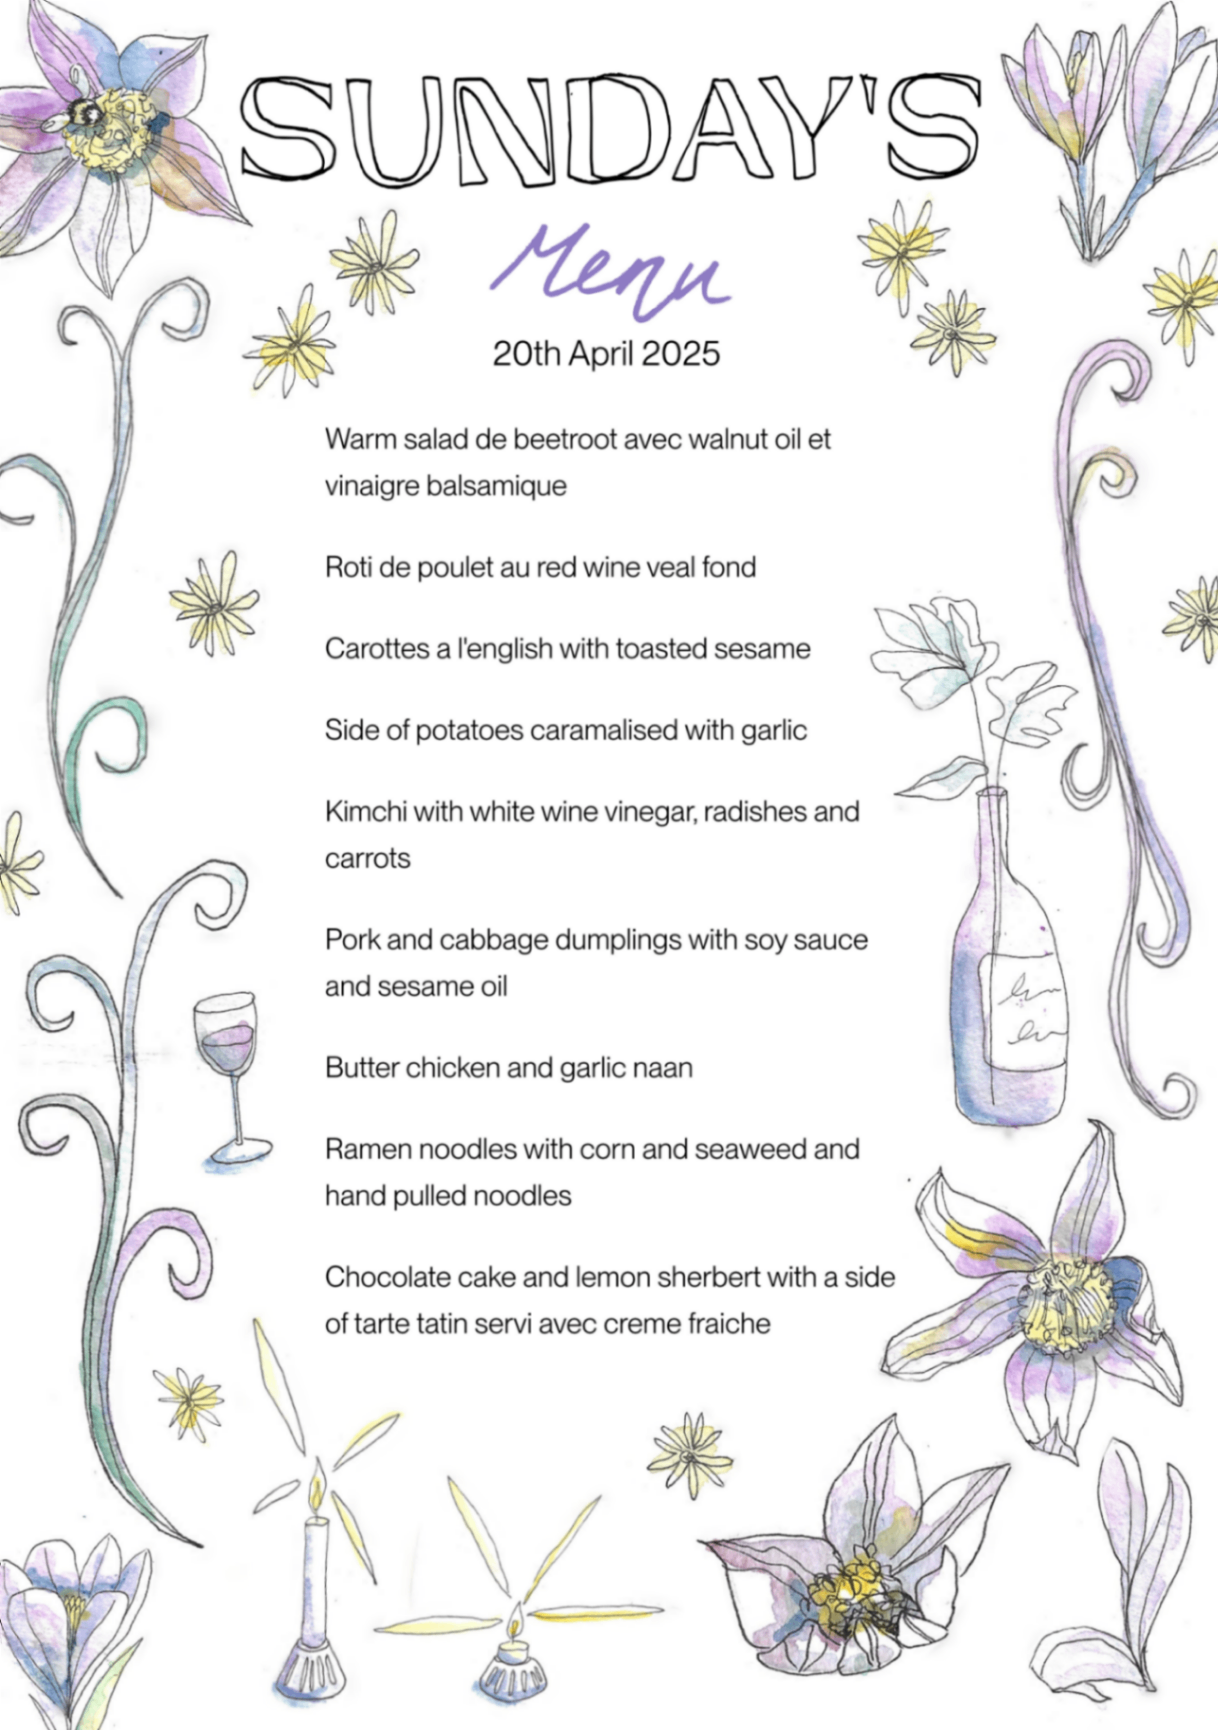 SUNDAY'S
Menu
20th April 2025
Warm salad de beetroot avec walnut oil et
vinaigre balsamique
Roti de poulet au red wine veal fond
Carottes a l'english with toasted sesame
Side of potatoes caramalised with garlic
Kimchi with white wine vinegar, radishes and
carrots
Pork and cabbage dumplings with soy sauce
and sesame oil
Butter chicken and garlic naan
Ramen noodles with corn and seaweed and
hand pulled noodles
Chocolate cake and lemon sherbert with a side
of tarte tatin servi avec creme fraiche